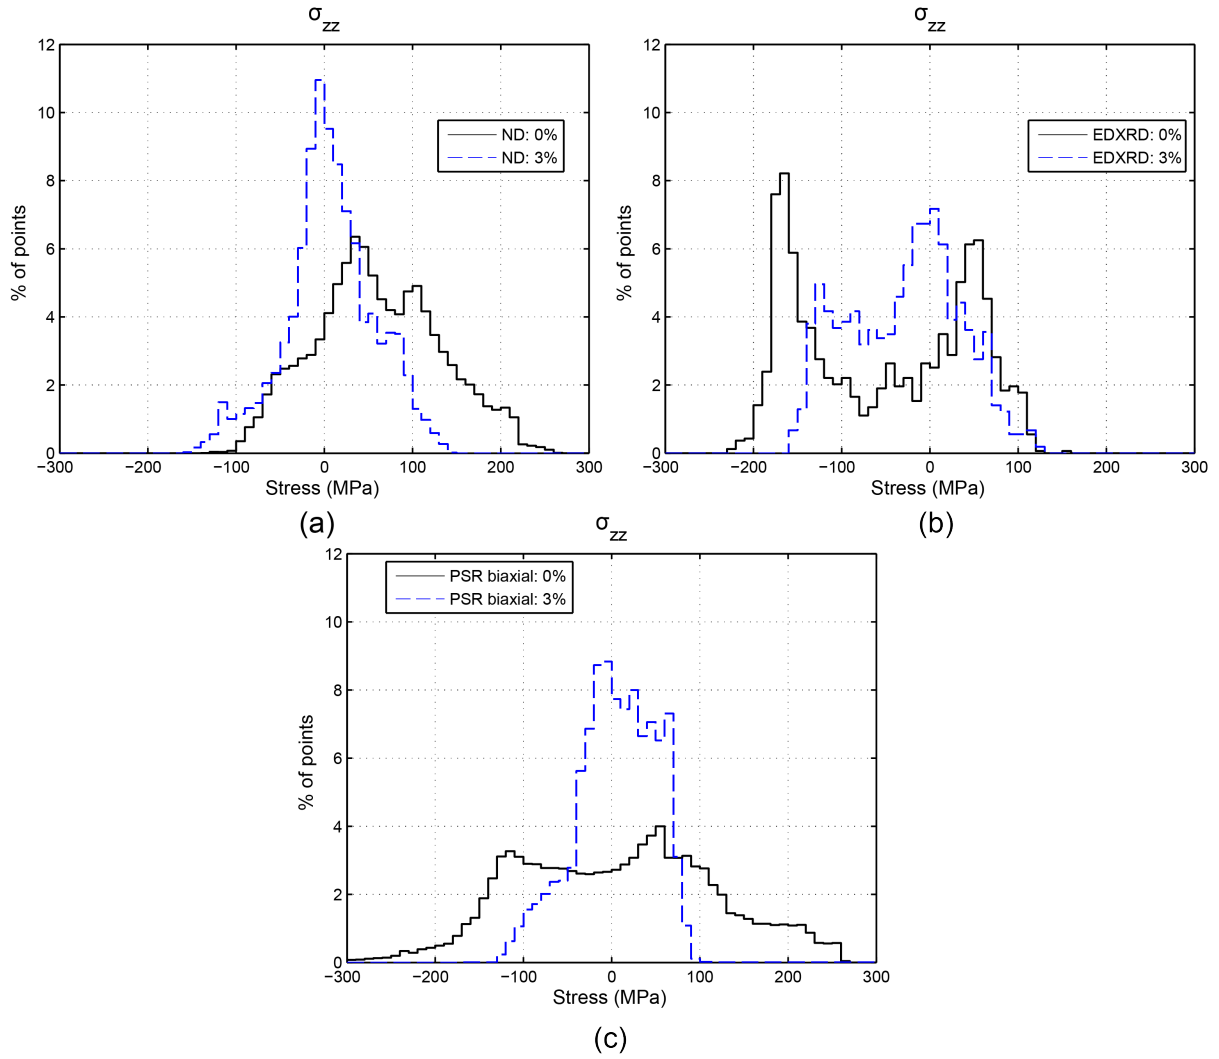 σzz
12
10
8
6
4
2
0
% of points
ND: 0%
ND: 3%
−300 −200 −100 0 100 200 300
Stress (MPa)
(a)
σzz
12
10
8
6
4
2
0
% of points
EDXRD: 0%
EDXRD: 3%
−300 −200 −100 0 100 200 300
Stress (MPa)
(b)
σzz
12
10
8
6
4
2
0
% of points
PSR biaxial: 0%
PSR biaxial: 3%
−300 −200 −100 0 100 200 300
Stress (MPa)
(c)